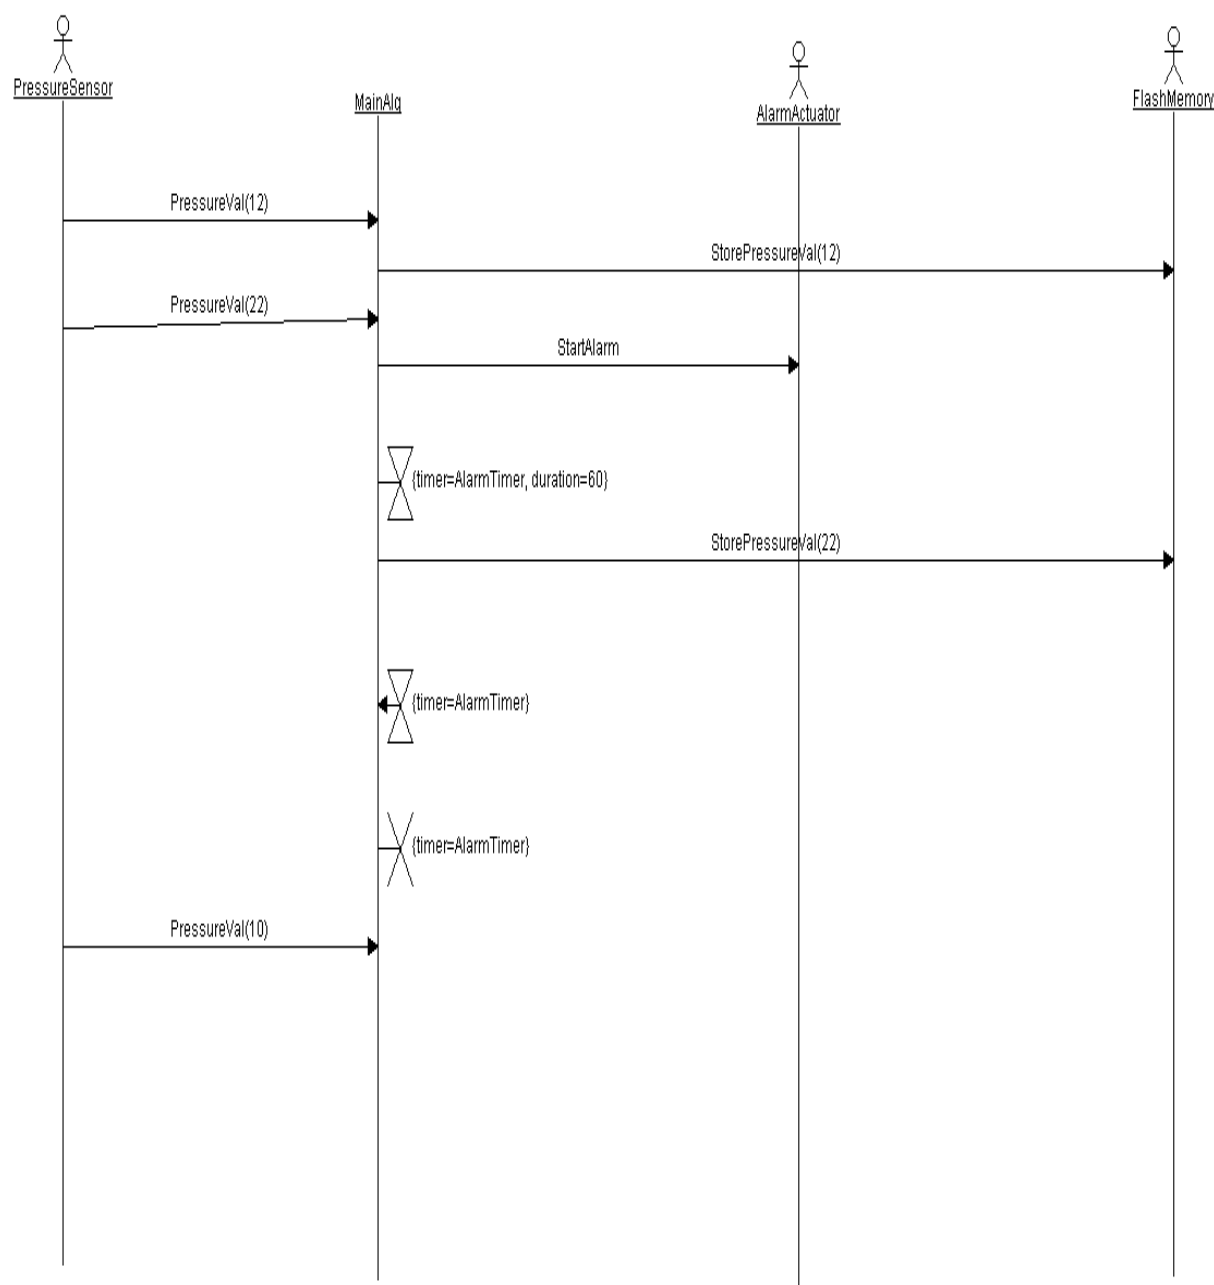 PressureSensor
MainAlg
AlarmActuator
FlashMemory
PressureVal(12)
StorePressureVal(12)
PressureVal(22)
StartAlarm
{timer=AlarmTimer, duration=60}
StorePressureVal(22)
{timer=AlarmTimer}
{timer=AlarmTimer}
PressureVal(10)